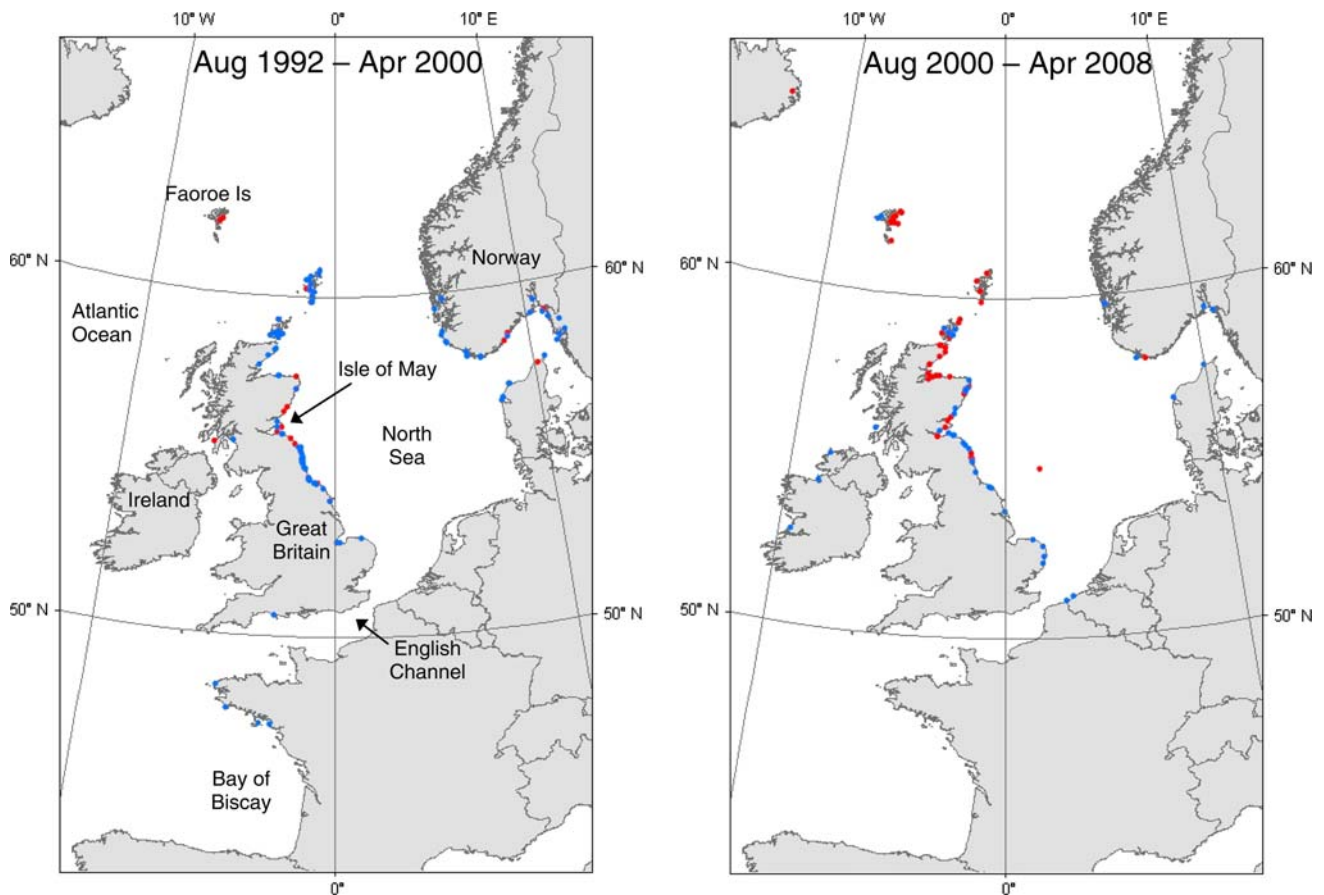 10° W
0°
10° E
Aug 1992 – Apr 2000
Faoroe Is
60° N
Norway
60° N
Atlantic
Ocean
Isle of May
North
Sea
Ireland
Great
Britain
50° N
50° N
English
Channel
Bay of
Biscay
0°
10° W
0°
10° E
Aug 2000 – Apr 2008
60° N
60° N
50° N
50° N
0°